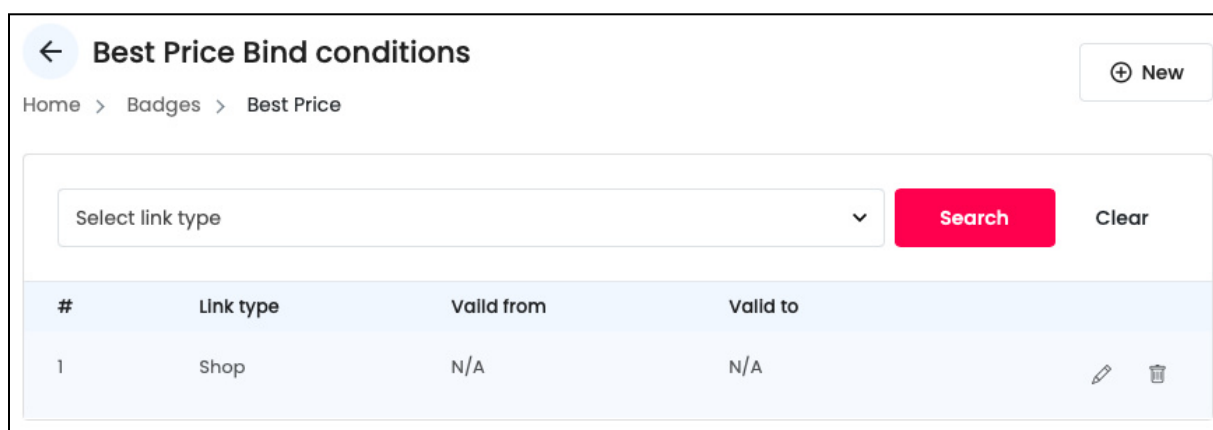 Best Price Bind conditions
New
Home > Badges > Best Price
Select link type
Search
Clear
# Link type Valid from Valid to
1 Shop N/A N/A